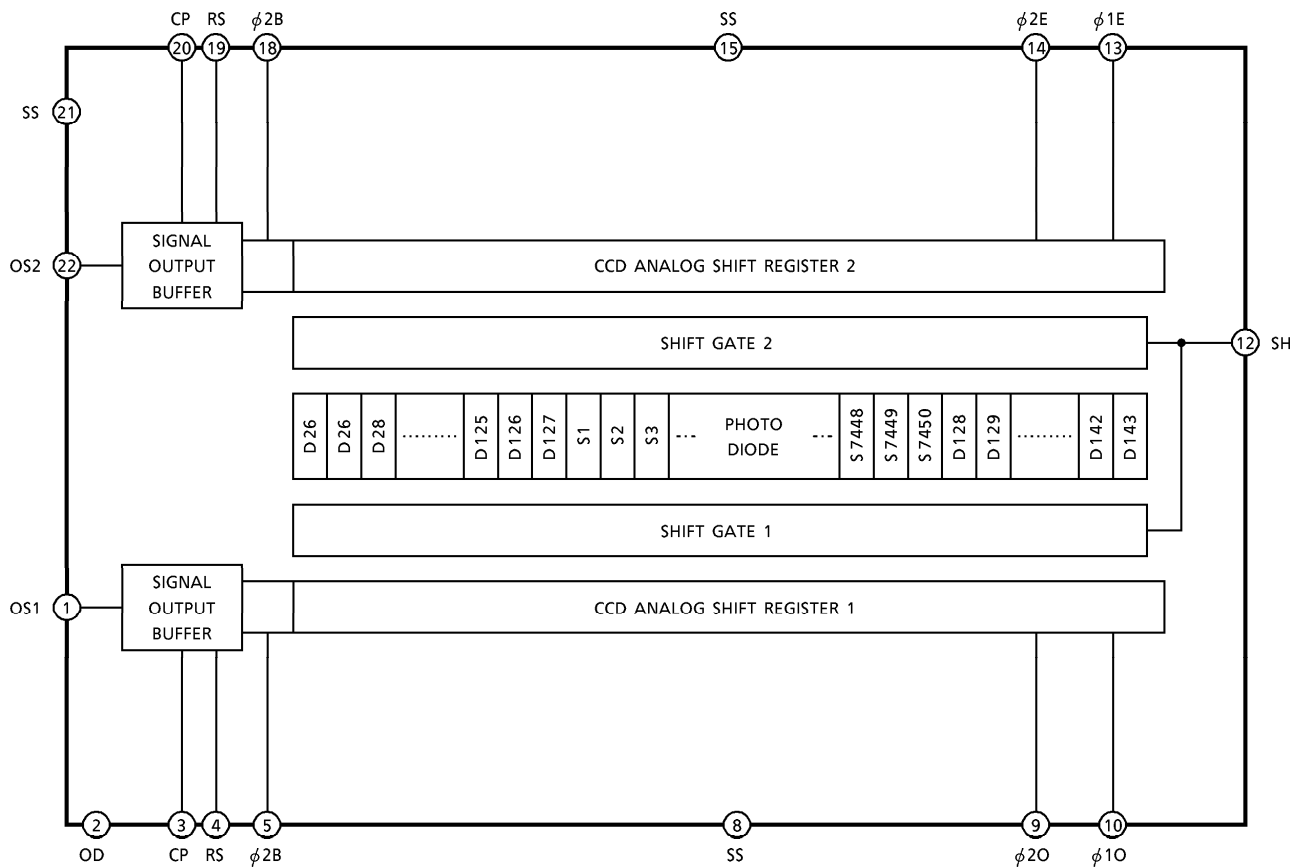 CP RS ϕ2B SS ϕ2E ϕ1E
20 19 18 15 14 13
SS 21
SIGNAL
OUTPUT
BUFFER
OS2 22
CCD ANALOG SHIFT REGISTER 2
SHIFT GATE 2
12 SH
D26 D26 D28 ········· D125 D126 D127 S1 S2 S3 -·- PHOTO DIODE -·- S7448 S7449 S7450 D128 D129 ········· D142 D143
SHIFT GATE 1
SIGNAL
OUTPUT
BUFFER
OS1 1
CCD ANALOG SHIFT REGISTER 1
2 3 4 5 8 9 10
OD CP RS ϕ2B SS ϕ2O ϕ1O